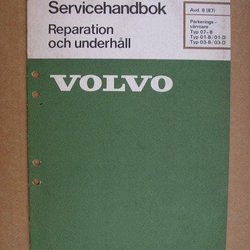 Servicehandbok
Reparation
och underhåll
Avd. 8 (87)
Parkerings-
värmare
Typ 07-B
Typ 01-B/01-D
Typ 03-B/03-D
VOLVO